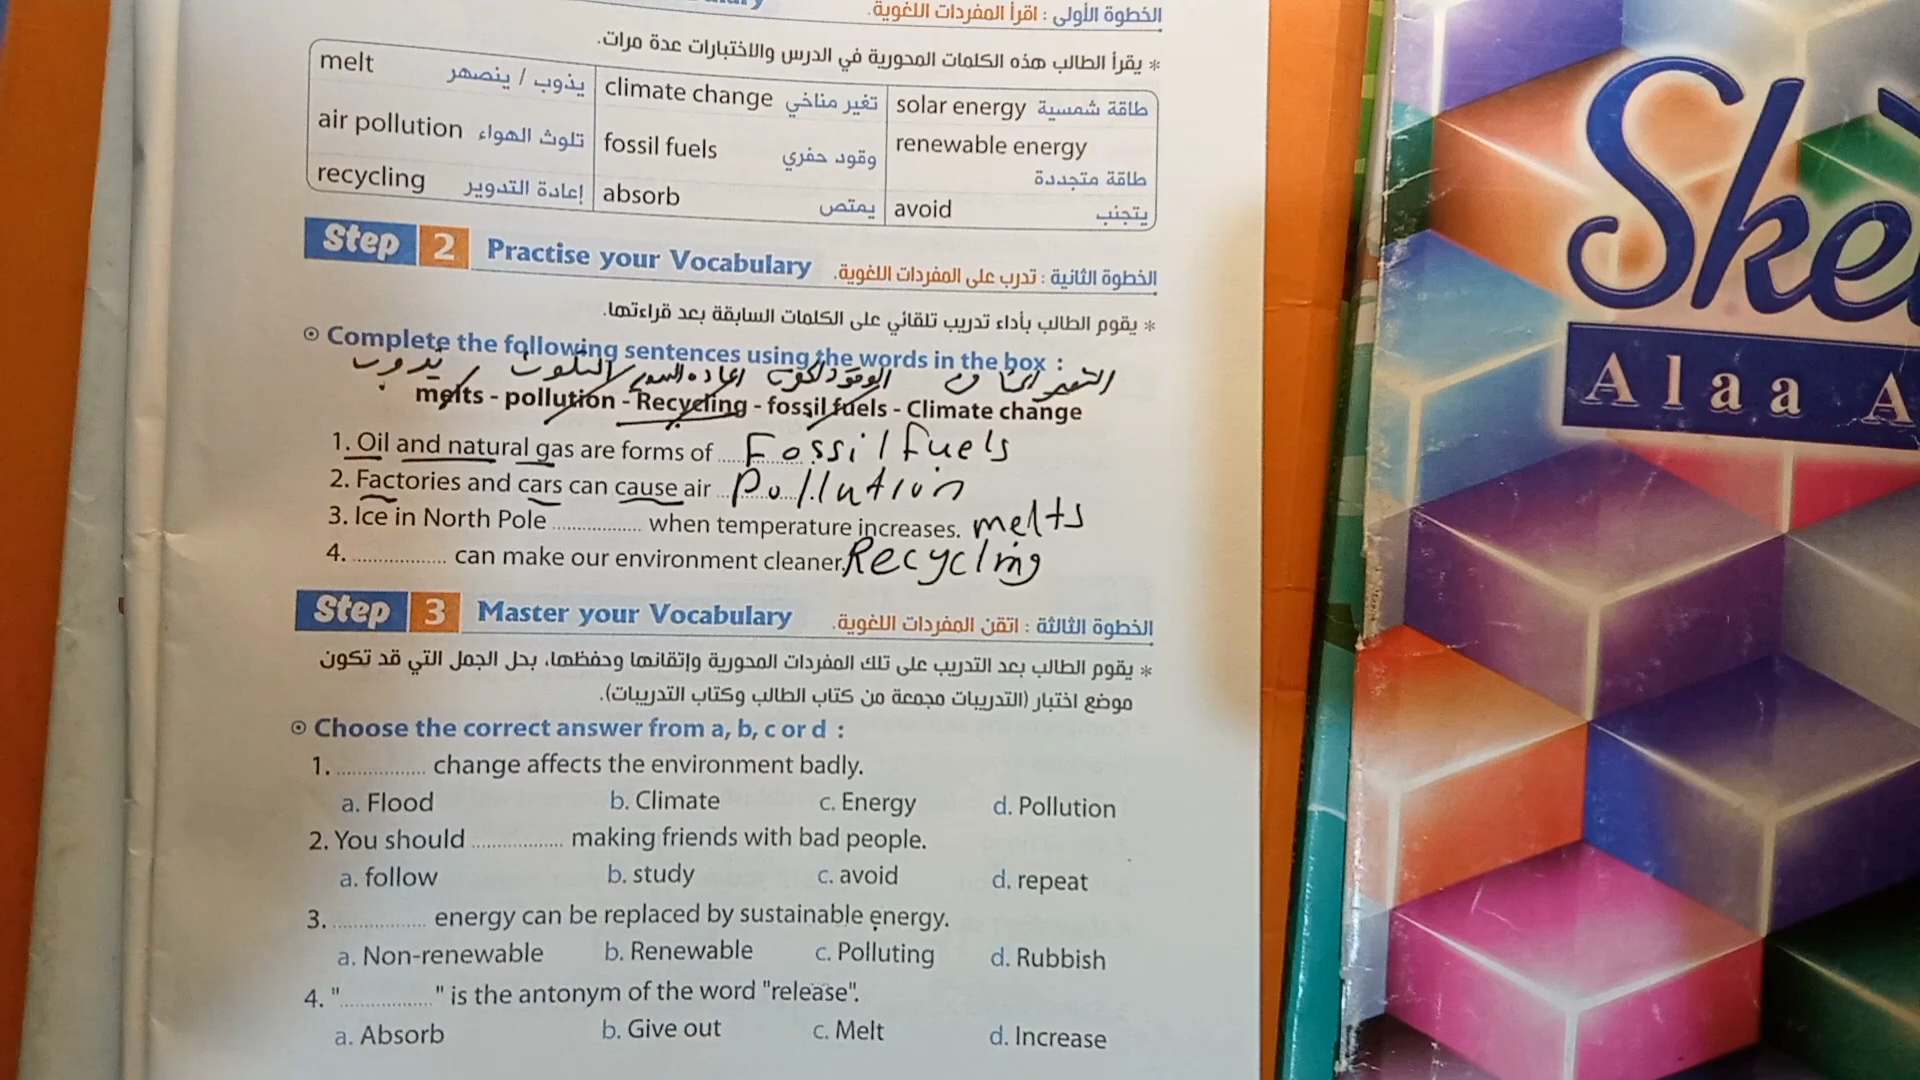 الخطوة الأولى : اقرأ المفردات اللغوية.
* يقرأ الطالب هذه الكلمات المحورية في الدرس والاختبارات عدة مرات.
melt يذوب / ينصهر climate change تغير مناخي solar energy طاقة شمسية
air pollution تلوث الهواء fossil fuels وقود حفري renewable energy طاقة متجددة
recycling إعادة التدوير absorb يمتص avoid يتجنب
Step 2 Practise your Vocabulary الخطوة الثانية : تدرب على المفردات اللغوية.
* يقوم الطالب بأداء تدريب تلقائي على الكلمات السابقة بعد قراءتها.
Complete the following sentences using the words in the box :
يدوب التلوث اعاده
melts - pollution - Recycling - fossil fuels - Climate change
1. Oil and natural gas are forms of .............. Fossil fuels
2. Factories and cars can cause air .............. Pollution
3. Ice in North Pole ................ when temperature increases. melts
4. ................. can make our environment cleaner. Recycling
Step 3 Master your Vocabulary الخطوة الثالثة : اتقن المفردات اللغوية.
* يقوم الطالب بعد التدريب على تلك المفردات المحورية وإتقانها وحفظها، بحل الجمل التي قد تكون
موضع اختبار (التدريبات مجمعة من كتاب الطالب وكتاب التدريبات).
Choose the correct answer from a, b, c or d :
1. ................ change affects the environment badly.
a. Flood b. Climate c. Energy d. Pollution
2. You should ................ making friends with bad people.
a. follow b. study c. avoid d. repeat
3. ................ energy can be replaced by sustainable energy.
a. Non-renewable b. Renewable c. Polluting d. Rubbish
4. "................" is the antonym of the word "release".
a. Absorb b. Give out c. Melt d. Increase
Ske
Alaa A